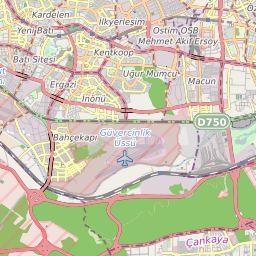 Kardelen
İlkyerleşim
Yeni Batı
Ostim OSB
Kentkoop
Mehmet Akif Ersoy
Batı Sitesi
Uğur Mumcu
Ergazi
Macun
İnönü
D750
Bahçekapı
Güvercinlik
Üssü
Çankaya